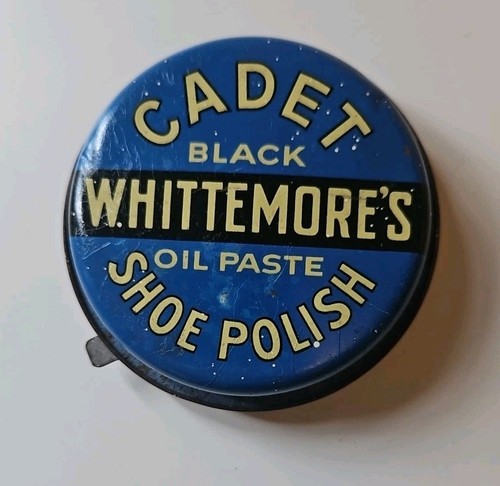 CADET
BLACK
WHITTEMORE'S
OIL PASTE
SHOE POLISH